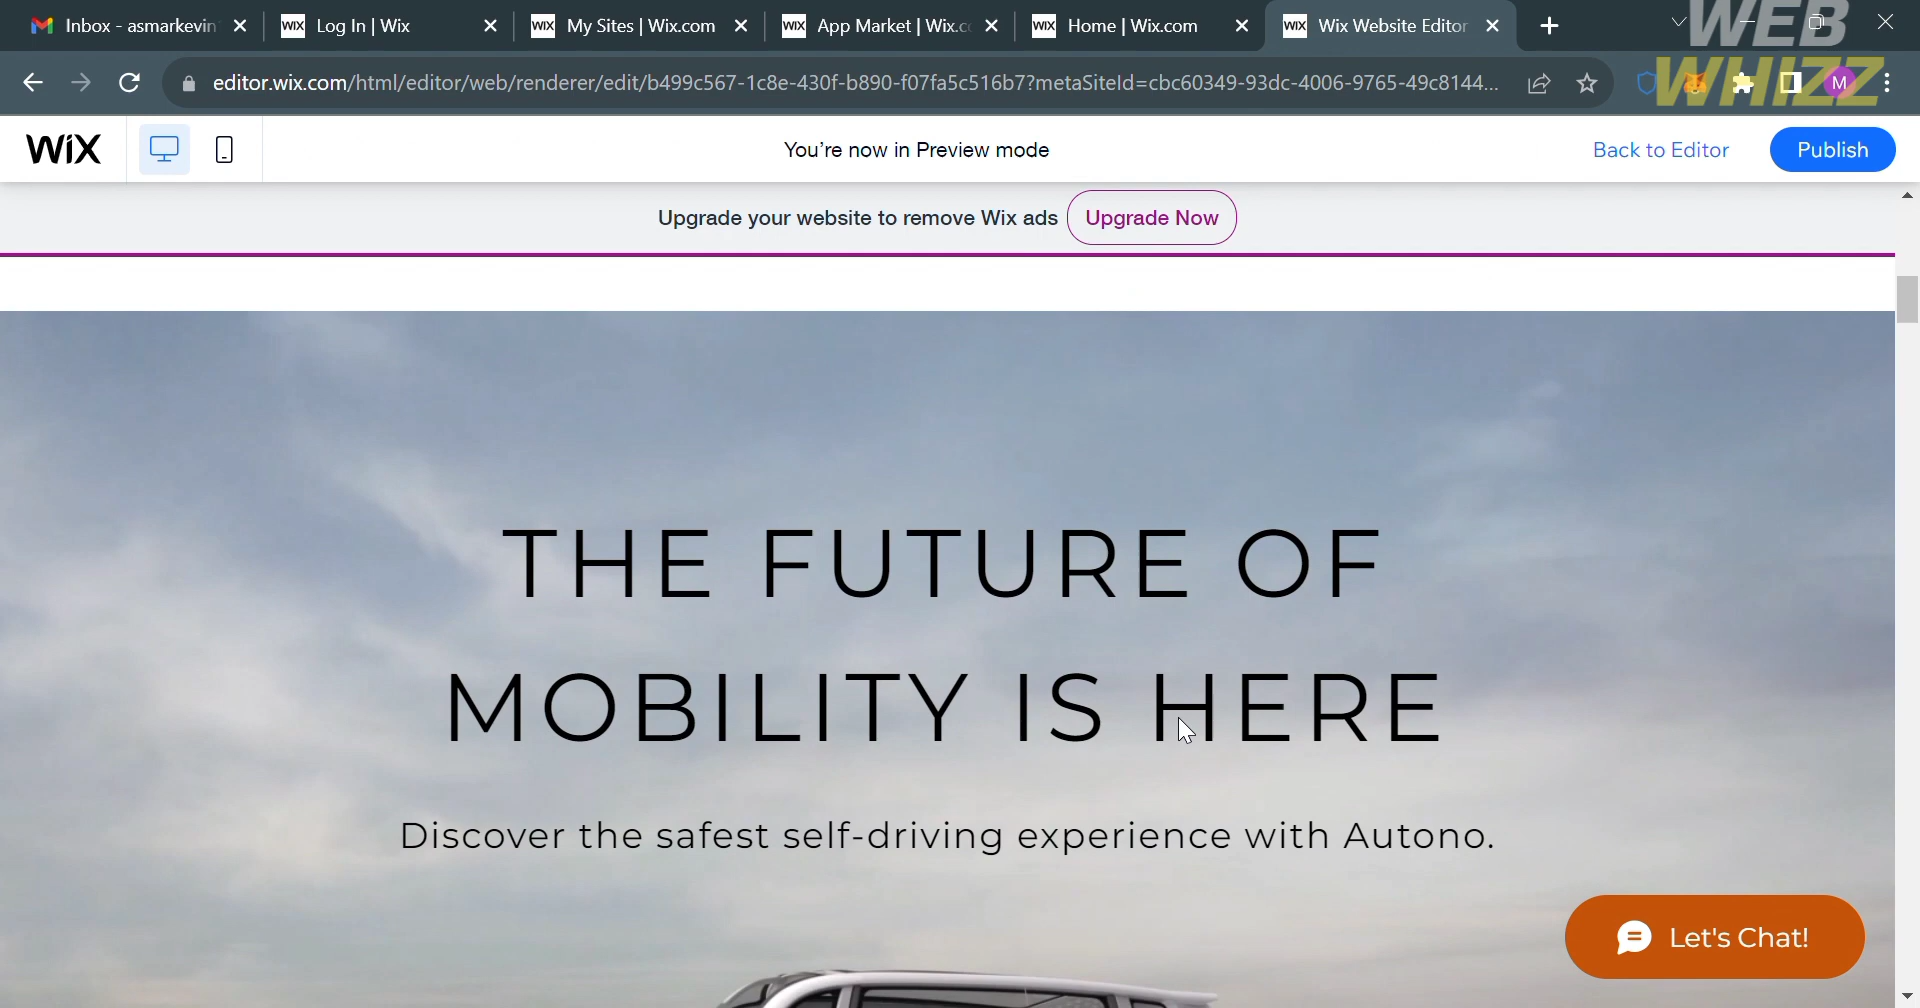 Inbox - asmarkevin
Log In | Wix
My Sites | Wix.com
App Market | Wix.c
Home | Wix.com
Wix Website Editor
WEB
WHIZZ
editor.wix.com/html/editor/web/renderer/edit/b499c567-1c8e-430f-b890-f07fa5c516b7?metaSiteId=cbc60349-93dc-4006-9765-49c8144...
M
WiX
You're now in Preview mode
Back to Editor
Publish
Upgrade your website to remove Wix ads
Upgrade Now
THE FUTURE OF
MOBILITY IS HERE
Discover the safest self-driving experience with Autono.
Let's Chat!